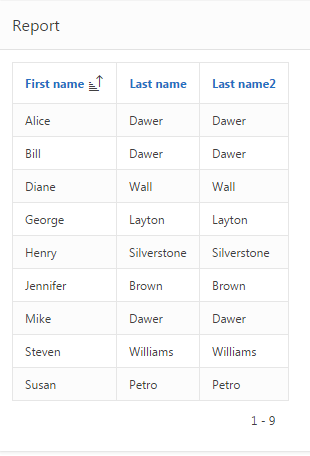 Report
First name Last name Last name2
Alice Dawer Dawer
Bill Dawer Dawer
Diane Wall Wall
George Layton Layton
Henry Silverstone Silverstone
Jennifer Brown Brown
Mike Dawer Dawer
Steven Williams Williams
Susan Petro Petro
1 - 9